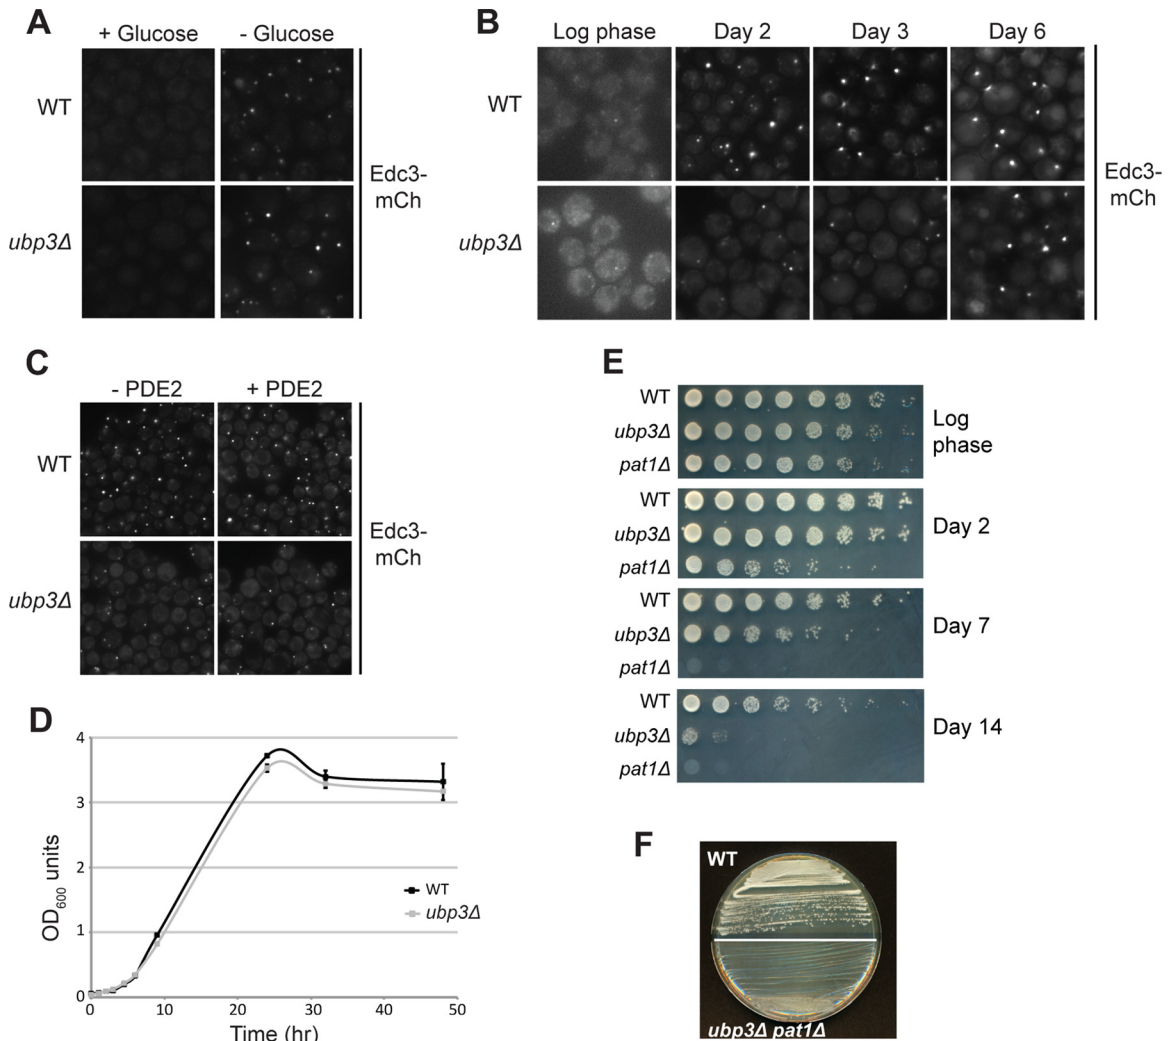 A
+ Glucose - Glucose
WT
ubp3Δ
Edc3-
mCh
B
Log phase Day 2 Day 3 Day 6
WT
ubp3Δ
Edc3-
mCh
C
- PDE2 + PDE2
WT
ubp3Δ
Edc3-
mCh
D
4
3
2
1
0
OD600 units
0 10 20 30 40 50
Time (hr)
WT
ubp3Δ
E
WT
ubp3Δ
pat1Δ
Log
phase
WT
ubp3Δ
pat1Δ
Day 2
WT
ubp3Δ
pat1Δ
Day 7
WT
ubp3Δ
pat1Δ
Day 14
F
WT
ubp3Δ pat1Δ